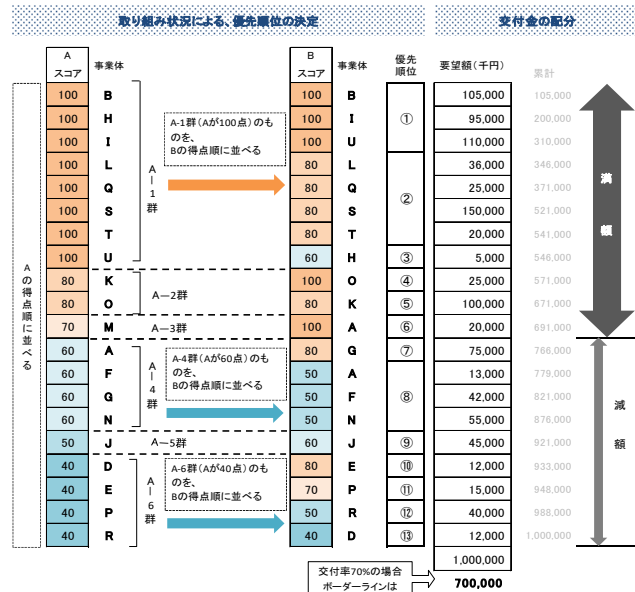 取り組み状況による、優先順位の決定 交付金の配分
A スコア 事業体 B スコア 事業体 優先順位 要望額(千円) 累計
100 B 100 B ① 105,000 105,000
100 H 100 I 95,000 200,000
100 I 100 U 110,000 310,000
100 L 80 L ② 36,000 346,000
100 Q 80 Q 25,000 371,000
100 S 80 S 150,000 521,000
100 T 80 T 20,000 541,000
100 U 60 H ③ 5,000 546,000
80 K 100 O ④ 25,000 571,000
80 O 80 K ⑤ 100,000 671,000
70 M 100 A ⑥ 20,000 691,000
60 A 80 G ⑦ 75,000 766,000
60 F 50 A ⑧ 13,000 779,000
60 G 50 F 42,000 821,000
60 N 50 N 55,000 876,000
50 J 60 J ⑨ 45,000 921,000
40 D 80 E ⑩ 12,000 933,000
40 E 70 P ⑪ 15,000 948,000
40 P 50 R ⑫ 40,000 988,000
40 R 40 D ⑬ 12,000 1,000,000
1,000,000
700,000
Aの得点順に並べる
A-1群
A-2群
A-3群
A-4群
A-5群
A-6群
A-1群(Aが100点)のも
のを、
Bの得点順に並べる
A-4群(Aが60点)のも
のを、
Bの得点順に並べる
A-6群(Aが40点)のも
のを、
Bの得点順に並べる
満額
減額
交付率70%の場合
ボーダーラインは